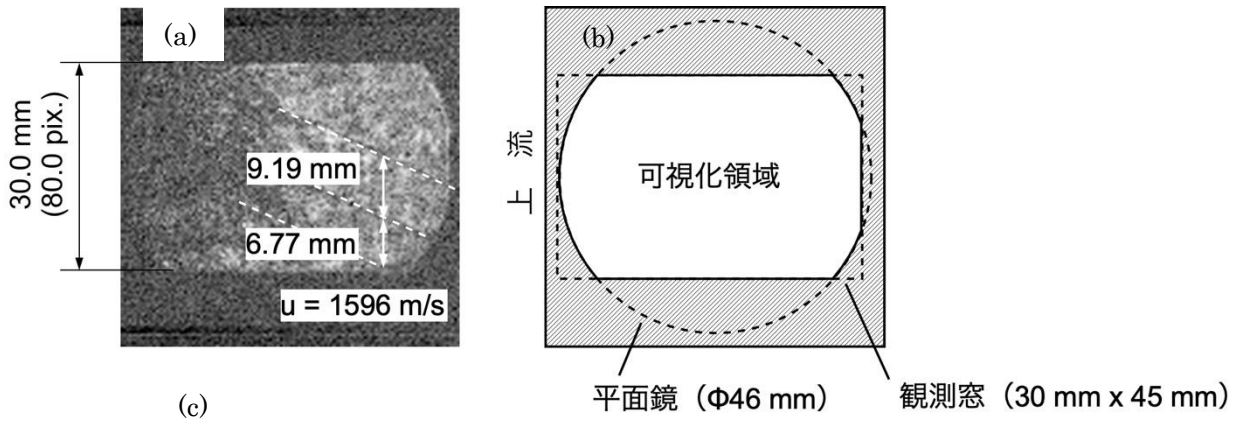 (a)
30.0 mm
(80.0 pix.)
9.19 mm
6.77 mm
u = 1596 m/s
(b)
上 流
可視化領域
平面鏡（Φ46 mm）
観測窓（30 mm x 45 mm）
(c)